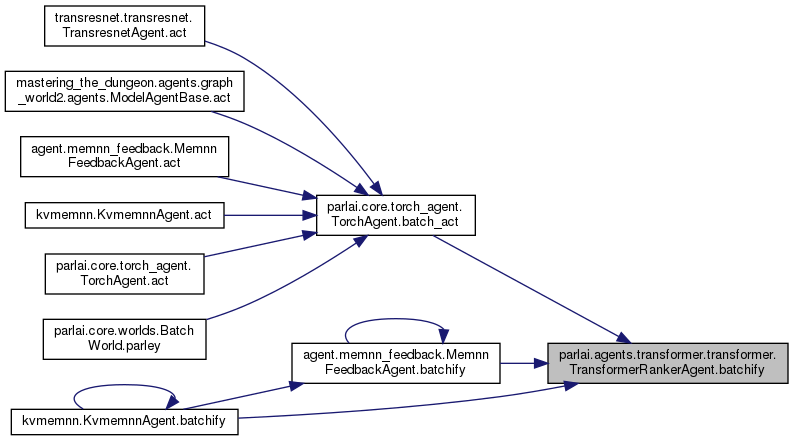 transresnet.transresnet.
TransresnetAgent.act
mastering_the_dungeon.agents.graph
_world2.agents.ModelAgentBase.act
agent.memnn_feedback.Memnn
FeedbackAgent.act
kvmemnn.KvmemnnAgent.act
parlai.core.torch_agent.
TorchAgent.act
parlai.core.worlds.Batch
World.parley
parlai.core.torch_agent.
TorchAgent.batch_act
agent.memnn_feedback.Memnn
FeedbackAgent.batchify
kvmemnn.KvmemnnAgent.batchify
parlai.agents.transformer.transformer.
TransformerRankerAgent.batchify